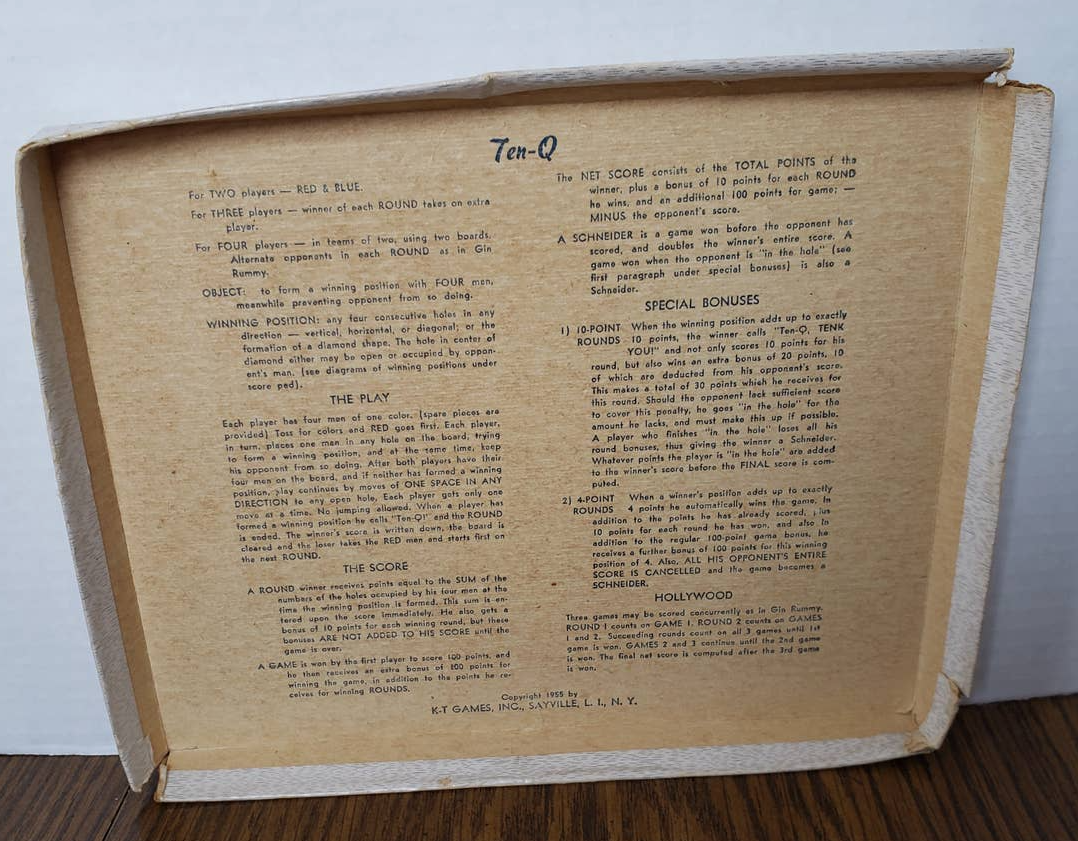 Ten-Q
For TWO players — RED & BLUE.
For THREE players — winner of each ROUND takes on extra
player.
For FOUR players — in teams of two, using two boards.
Alternate opponents in each ROUND as in Gin
Rummy.
OBJECT: to form a winning position with FOUR men,
meanwhile preventing opponent from so doing.
WINNING POSITION: any four consecutive holes in any
direction — vertical, horizontal, or diagonal; or the
formation of a diamond shape. The hole in center of
diamond either may be open or occupied by oppon-
ent's man. (see diagrams of winning positions under
score pad).
THE PLAY
Each player has four men of one color. (spare pieces are
provided) Toss for colors and RED goes first. Each player,
in turn, places one man in any hole on the board, trying
to form a winning position, and at the same time, keep
his opponent from so doing. After both players have their
four men on the board, and if neither has formed a winning
position, play continues by moves of ONE SPACE IN ANY
DIRECTION to any open hole. Each player gets only one
move at a time. No jumping allowed. When a player has
formed a winning position he calls "Ten-Q!" and the ROUND
is ended. The winner's score is written down, the board is
cleared and the loser takes the RED men and starts first on
the next ROUND.
THE SCORE
A ROUND winner receives points equal to the SUM of the
numbers of the holes occupied by his four men at the
time the winning position is formed. This sum is en-
tered upon the score immediately. He also gets a
bonus of 10 points for each winning round, but these
bonuses ARE NOT ADDED TO HIS SCORE until the
game is over.
A GAME is won by the first player to score 100 points, and
he then receives an extra bonus of 100 points for
winning the game, in addition to the points he re-
ceives for winning ROUNDS.
The NET SCORE consists of the TOTAL POINTS of the
winner, plus a bonus of 10 points for each ROUND
he wins, and an additional 100 points for game; —
MINUS the opponent's score.
A SCHNEIDER is a game won before the opponent has
scored, and doubles the winner's entire score. A
game won when the opponent is "in the hole" (see
first paragraph under special bonuses) is also a
Schneider.
SPECIAL BONUSES
1) 10-POINT When the winning position adds up to exactly
ROUNDS 10 points, the winner calls "Ten-Q, TENK
YOU!" and not only scores 10 points for his
round, but also wins an extra bonus of 20 points, 10
of which are deducted from his opponent's score.
This makes a total of 30 points which he receives for
this round. Should the opponent lack sufficient score
to cover this penalty, he goes "in the hole" for the
amount he lacks, and must make this up if possible.
A player who finishes "in the hole" loses all his
round bonuses, thus giving the winner a Schneider.
Whatever points the player is "in the hole" are added
to the winner's score before the FINAL score is com-
puted.
2) 4-POINT When a winner's position adds up to exactly
ROUNDS 4 points he automatically wins the game. In
addition to the points he has already scored, plus
10 points for each round he has won, and also in
addition to the regular 100-point game bonus, he
receives a further bonus of 100 points for this winning
position of 4. Also, ALL HIS OPPONENT'S ENTIRE
SCORE IS CANCELLED and the game becomes a
SCHNEIDER.
HOLLYWOOD
Three games may be scored concurrently as in Gin Rummy.
ROUND 1 counts on GAME 1, ROUND 2 counts on GAMES
1 and 2. Succeeding rounds count on all 3 games until 1st
game is won. GAMES 2 and 3 continue until the 2nd game
is won. The final net score is computed after the 3rd game
is won.
Copyright 1955 by
K-T GAMES, INC., SAYVILLE, L. I., N. Y.